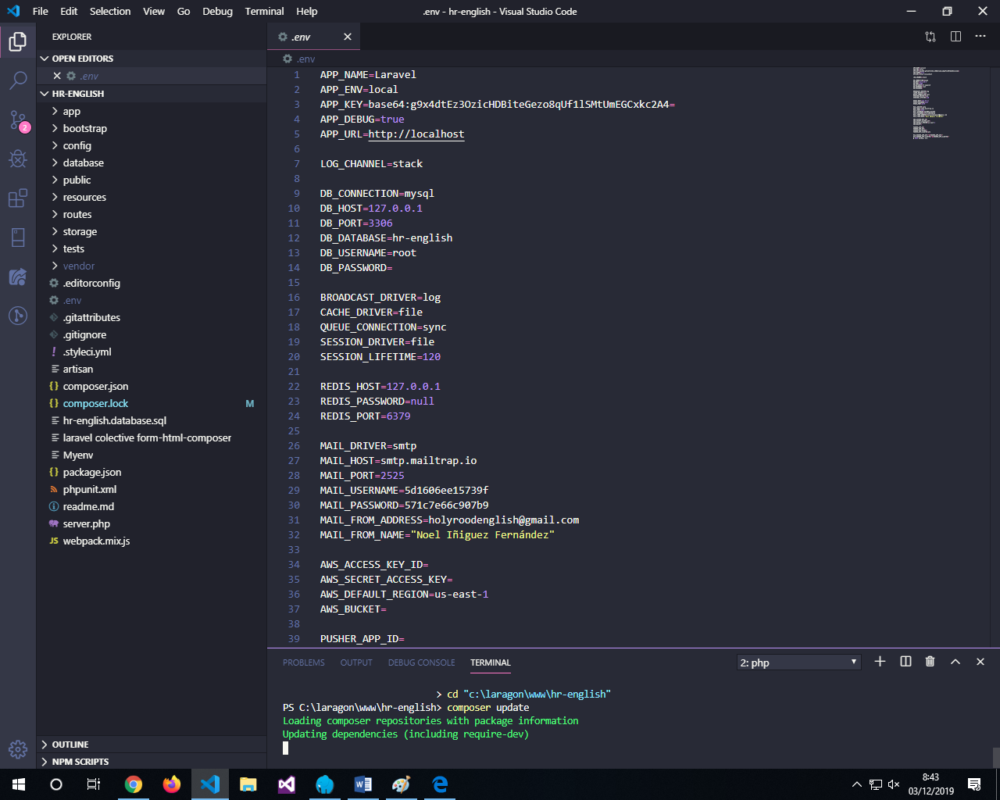 File Edit Selection View Go Debug Terminal Help .env - hr-english - Visual Studio Code
EXPLORER
OPEN EDITORS
.env
HR-ENGLISH
app
bootstrap
config
database
public
resources
routes
storage
tests
vendor
.editorconfig
.env
.gitattributes
.gitignore
.styleci.yml
artisan
composer.json
composer.lock M
hr-english.database.sql
laravel colective form-html-composer
Myenv
package.json
phpunit.xml
readme.md
server.php
JS webpack.mix.js
OUTLINE
NPM SCRIPTS
2
.env
.env
1 APP_NAME=Laravel
2 APP_ENV=local
3 APP_KEY=base64:g9x4dtEz3OzicHDBiteGezo8qUf1lSMtUmEGCxkc2A4=
4 APP_DEBUG=true
5 APP_URL=http://localhost
6
7 LOG_CHANNEL=stack
8
9 DB_CONNECTION=mysql
10 DB_HOST=127.0.0.1
11 DB_PORT=3306
12 DB_DATABASE=hr-english
13 DB_USERNAME=root
14 DB_PASSWORD=
15
16 BROADCAST_DRIVER=log
17 CACHE_DRIVER=file
18 QUEUE_CONNECTION=sync
19 SESSION_DRIVER=file
20 SESSION_LIFETIME=120
21
22 REDIS_HOST=127.0.0.1
23 REDIS_PASSWORD=null
24 REDIS_PORT=6379
25
26 MAIL_DRIVER=smtp
27 MAIL_HOST=smtp.mailtrap.io
28 MAIL_PORT=2525
29 MAIL_USERNAME=5d1606ee15739f
30 MAIL_PASSWORD=571c7e66c907b9
31 MAIL_FROM_ADDRESS=holyroodenglish@gmail.com
32 MAIL_FROM_NAME="Noel Iñiguez Fernández"
33
34 AWS_ACCESS_KEY_ID=
35 AWS_SECRET_ACCESS_KEY=
36 AWS_DEFAULT_REGION=us-east-1
37 AWS_BUCKET=
38
39 PUSHER_APP_ID=
PROBLEMS OUTPUT DEBUG CONSOLE TERMINAL 2: php
> cd "c:\laragon\www\hr-english"
PS C:\laragon\www\hr-english> composer update
Loading composer repositories with package information
Updating dependencies (including require-dev)
8:43
03/12/2019